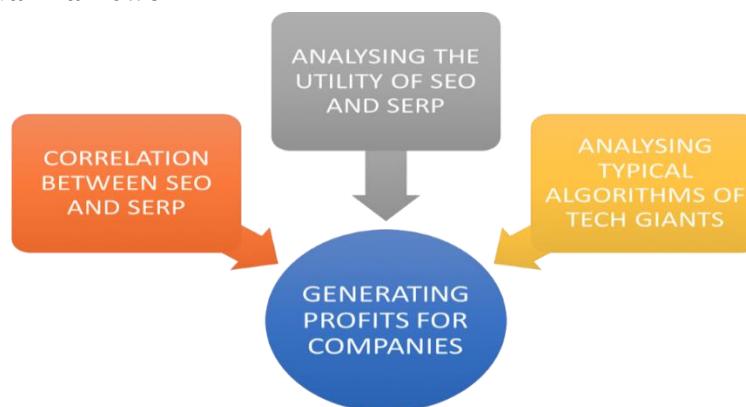 ANALYSING THE
UTILITY OF SEO
AND SERP
CORRELATION
BETWEEN SEO
AND SERP
ANALYSING
TYPICAL
ALGORITHMS OF
TECH GIANTS
GENERATING
PROFITS FOR
COMPANIES